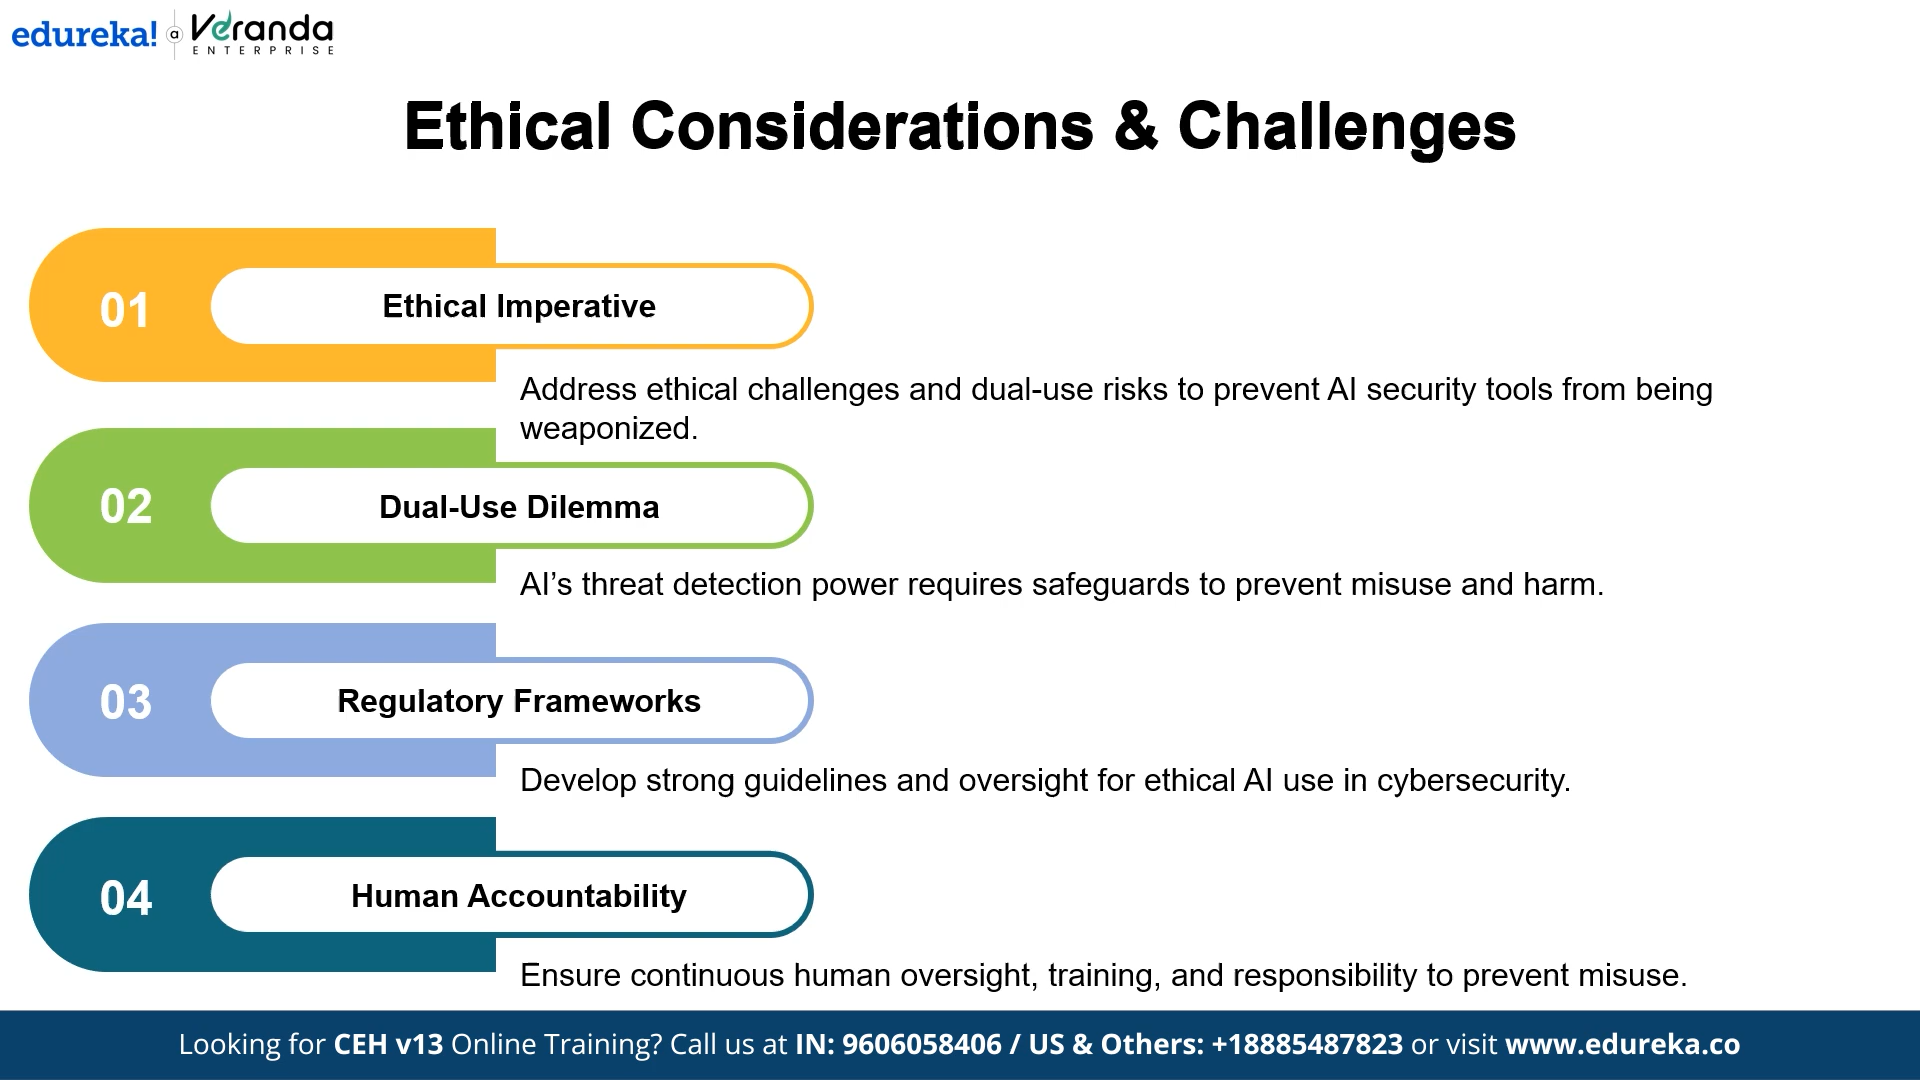 edureka! a Veranda
ENTERPRISE
Ethical Considerations & Challenges
01
Ethical Imperative
Address ethical challenges and dual-use risks to prevent AI security tools from being
weaponized.
02
Dual-Use Dilemma
AI’s threat detection power requires safeguards to prevent misuse and harm.
03
Regulatory Frameworks
Develop strong guidelines and oversight for ethical AI use in cybersecurity.
04
Human Accountability
Ensure continuous human oversight, training, and responsibility to prevent misuse.
Looking for CEH v13 Online Training? Call us at IN: 9606058406 / US & Others: +18885487823 or visit www.edureka.co